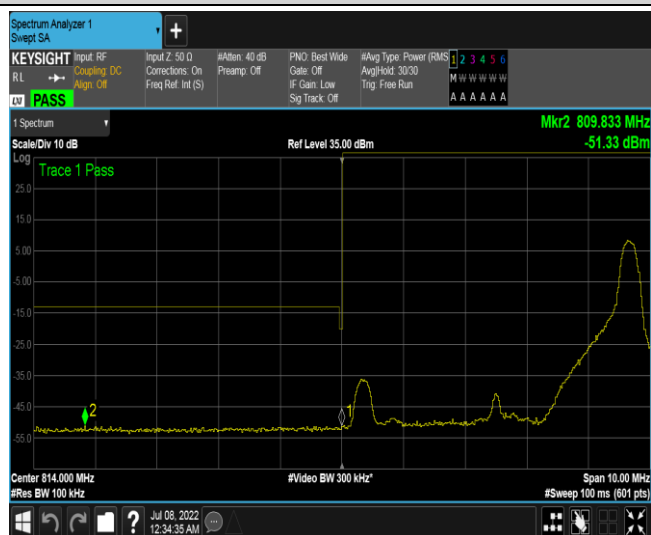 Spectrum Analyzer 1
Swept SA
+
KEYSIGHT Input: RF Input Z: 50 Ω #Atten: 40 dB PNO: Best Wide #Avg Type: Power (RMS 1 2 3 4 5 6
RL Coupling: DC Corrections: On Preamp: Off Gate: Off Avg|Hold: 30/30 M W W W W W
Align: Off Freq Ref: Int (S) IF Gain: Low Trig: Free Run
LXI PASS Sig Track: Off A A A A A A
1 Spectrum Mkr2 809.833 MHz
Scale/Div 10 dB Ref Level 35.00 dBm -51.33 dBm
Log
Trace 1 Pass
25.0
15.0
5.00
-5.00
-15.0
-25.0
-35.0
-45.0
2 1
-55.0
Center 814.000 MHz #Video BW 300 kHz* Span 10.00 MHz
#Res BW 100 kHz #Sweep 100 ms (601 pts)
? Jul 08, 2022
12:34:35 AM